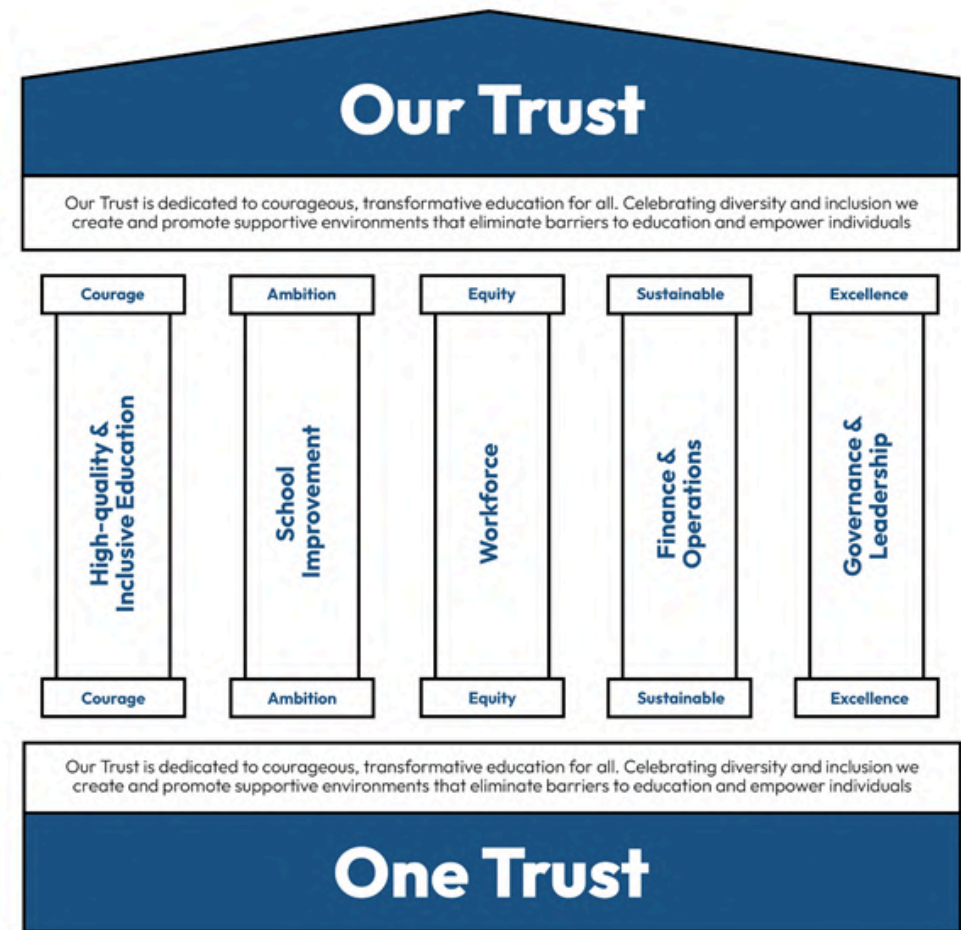 Our Trust
Our Trust is dedicated to courageous, transformative education for all. Celebrating diversity and inclusion we
create and promote supportive environments that eliminate barriers to education and empower individuals
Courage
Ambition
Equity
Sustainable
Excellence
High-quality &
Inclusive Education
School
Improvement
Workforce
Finance &
Operations
Governance &
Leadership
Courage
Ambition
Equity
Sustainable
Excellence
Our Trust is dedicated to courageous, transformative education for all. Celebrating diversity and inclusion we
create and promote supportive environments that eliminate barriers to education and empower individuals
One Trust